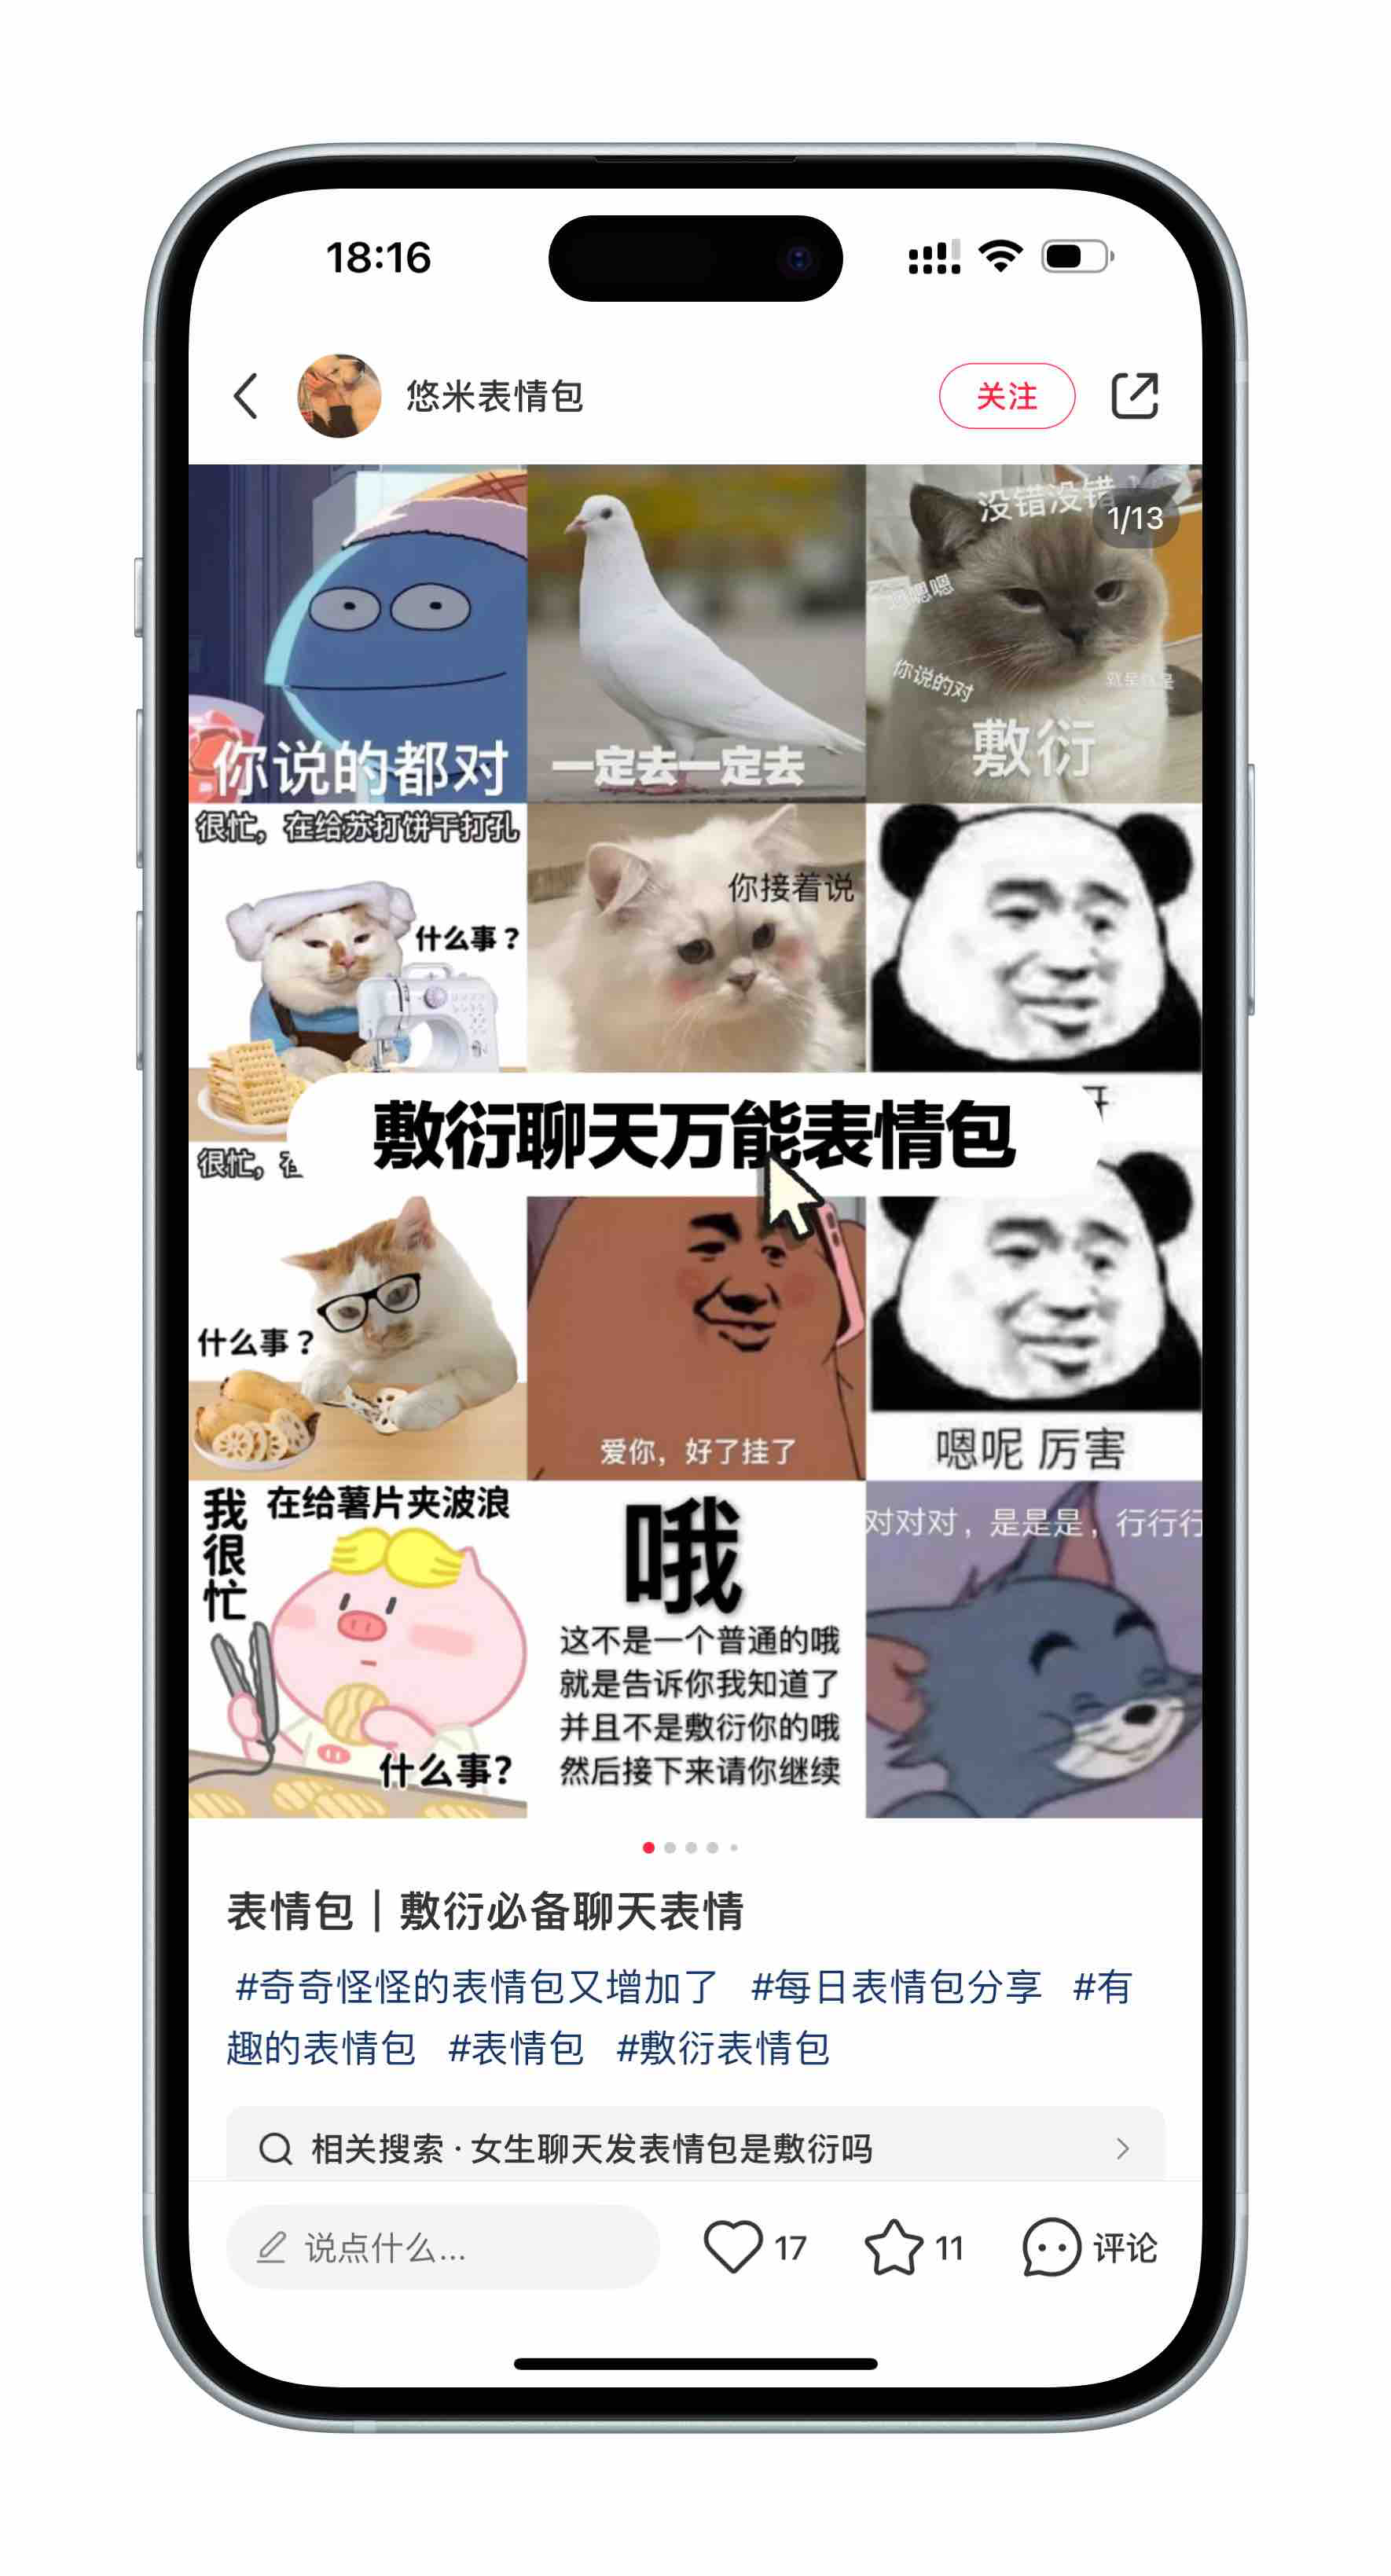 18:16
悠米表情包
关注
1/13
你说的都对
一定去一定去
没错没错
嗯嗯
你说的对
就是就是
敷衍
很忙，在给苏打饼干打孔
什么事？
你接着说
敷衍聊天万能表情包
很忙，
什么事？
爱你，好了挂了
嗯呢 厉害
我很忙
在给薯片夹波浪
什么事?
哦
这不是一个普通的哦
就是告诉你我知道了
并且不是敷衍你的哦
然后接下来请你继续
对对对，是是是，行行行
表情包｜敷衍必备聊天表情
#奇奇怪怪的表情包又增加了 #每日表情包分享 #有
趣的表情包 #表情包 #敷衍表情包
相关搜索 · 女生聊天发表情包是敷衍吗
说点什么...
17
11
评论